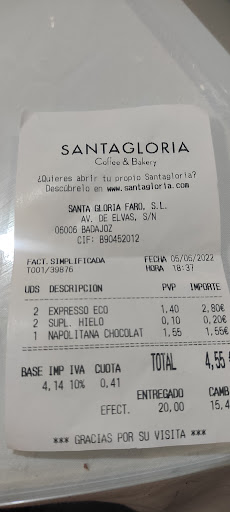 SANTAGLORIA
Coffee & Bakery
¿Quieres abrir tu propio Santagloria?
Descúbrelo en www.santagloria.com
SANTA GLORIA FARO, S.L.
AV. DE ELVAS, S/N
06006 BADAJOZ
CIF: B90452012
FACT.SIMPLIFICADA FECHA 05/06/2022
T001/39876 HORA 18:37
UDS DESCRIPCION PVP IMPORTE
2 EXPRESSO ECO 1,40 2,80€
2 SUPL. HIELO 0,10 0,20€
1 NAPOLITANA CHOCOLAT 1,55 1,55€
BASE IMP IVA CUOTA TOTAL 4,55
4,14 10% 0.41
ENTREGADO CAMB
EFECT. 20,00 15,4
*** GRACIAS POR SU VISITA ***